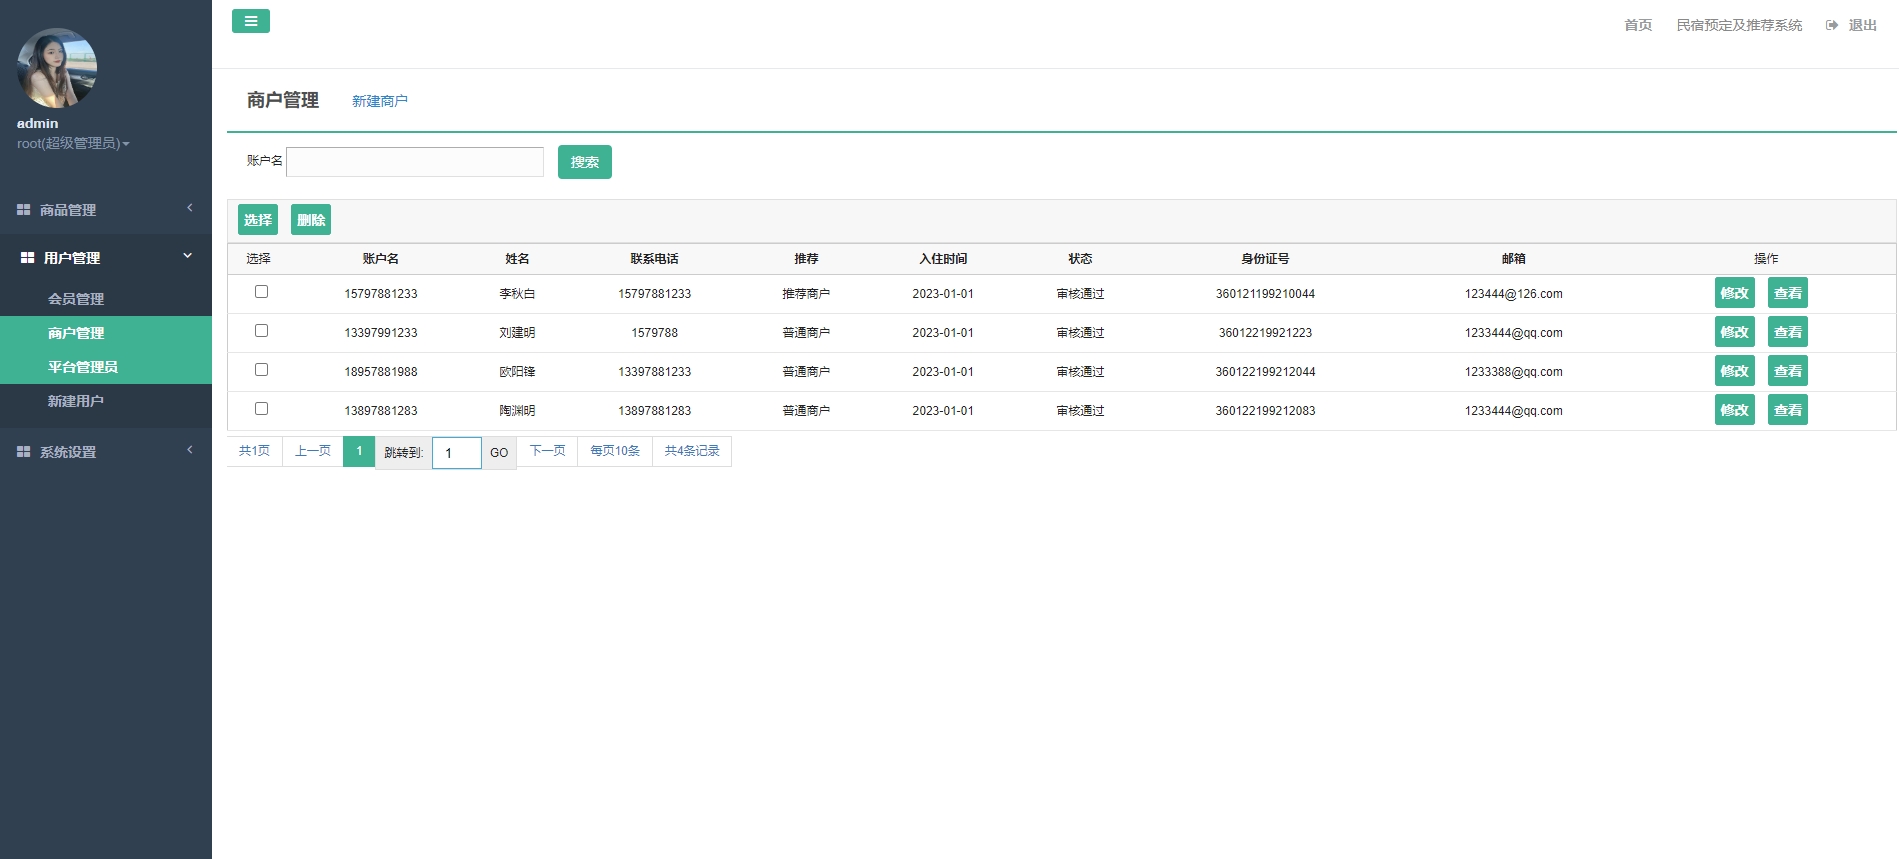 首页 民宿预定及推荐系统 退出
admin
root(超级管理员)
商品管理
用户管理
会员管理
商户管理
平台管理员
新建用户
系统设置
商户管理 新建商户
账户名 搜索
选择 删除
选择 账户名 姓名 联系电话 推荐 入住时间 状态 身份证号 邮箱 操作
15797881233 李秋白 15797881233 推荐商户 2023-01-01 审核通过 360121199210044 123444@126.com 修改 查看
13397991233 刘建明 1579788 普通商户 2023-01-01 审核通过 36012219921223 1233444@qq.com 修改 查看
18957881988 欧阳锋 13397881233 普通商户 2023-01-01 审核通过 360122199212044 1233388@qq.com 修改 查看
13897881283 陶渊明 13897881283 普通商户 2023-01-01 审核通过 360122199212083 1233444@qq.com 修改 查看
共1页 上一页 1 跳转到: 1 GO 下一页 每页10条 共4条记录